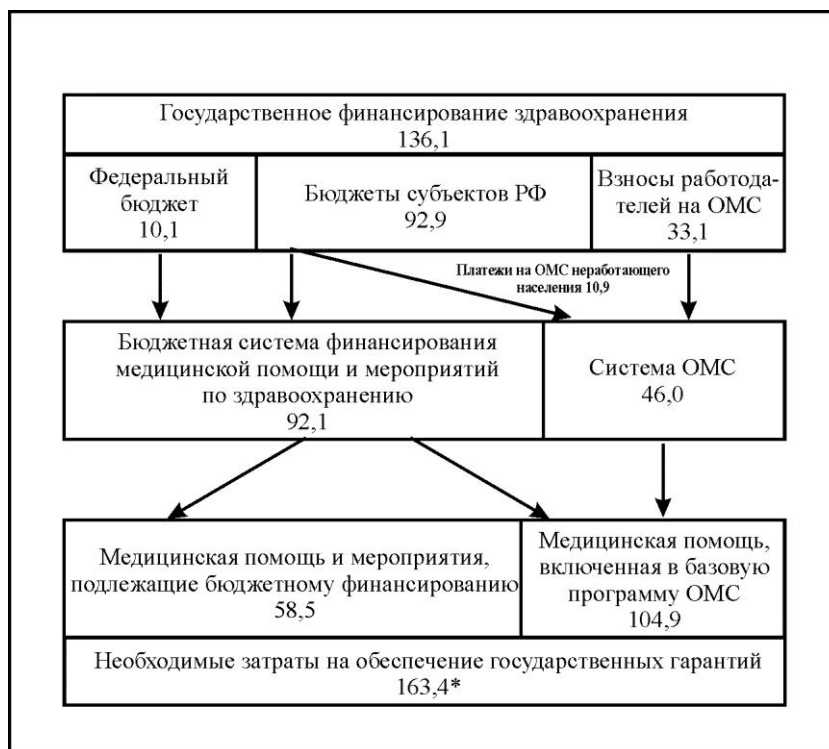 Государственное финансирование здравоохранения
136,1
Федеральный
бюджет
10,1
Бюджеты субъектов РФ
92,9
Взносы работода-
телей на ОМС
33,1
Платежи на ОМС неработающего
населения 10,9
Бюджетная система финансирования
медицинской помощи и мероприятий
по здравоохранению
92,1
Система ОМС
46,0
Медицинская помощь и мероприятия,
подлежащие бюджетному финансированию
58,5
Медицинская помощь,
включенная в базовую
программу ОМС
104,9
Необходимые затраты на обеспечение государственных гарантий
163,4*